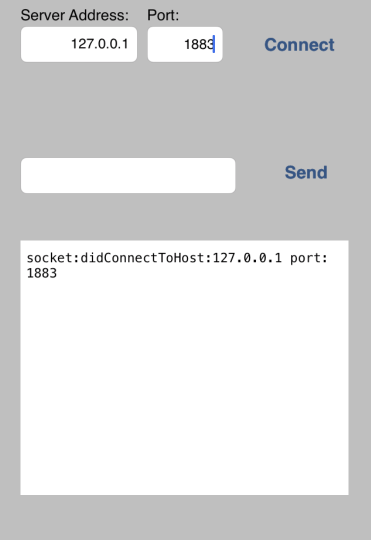 Server Address: Port:
127.0.0.1 1883 Connect
Send
socket:didConnectToHost:127.0.0.1 port:
1883